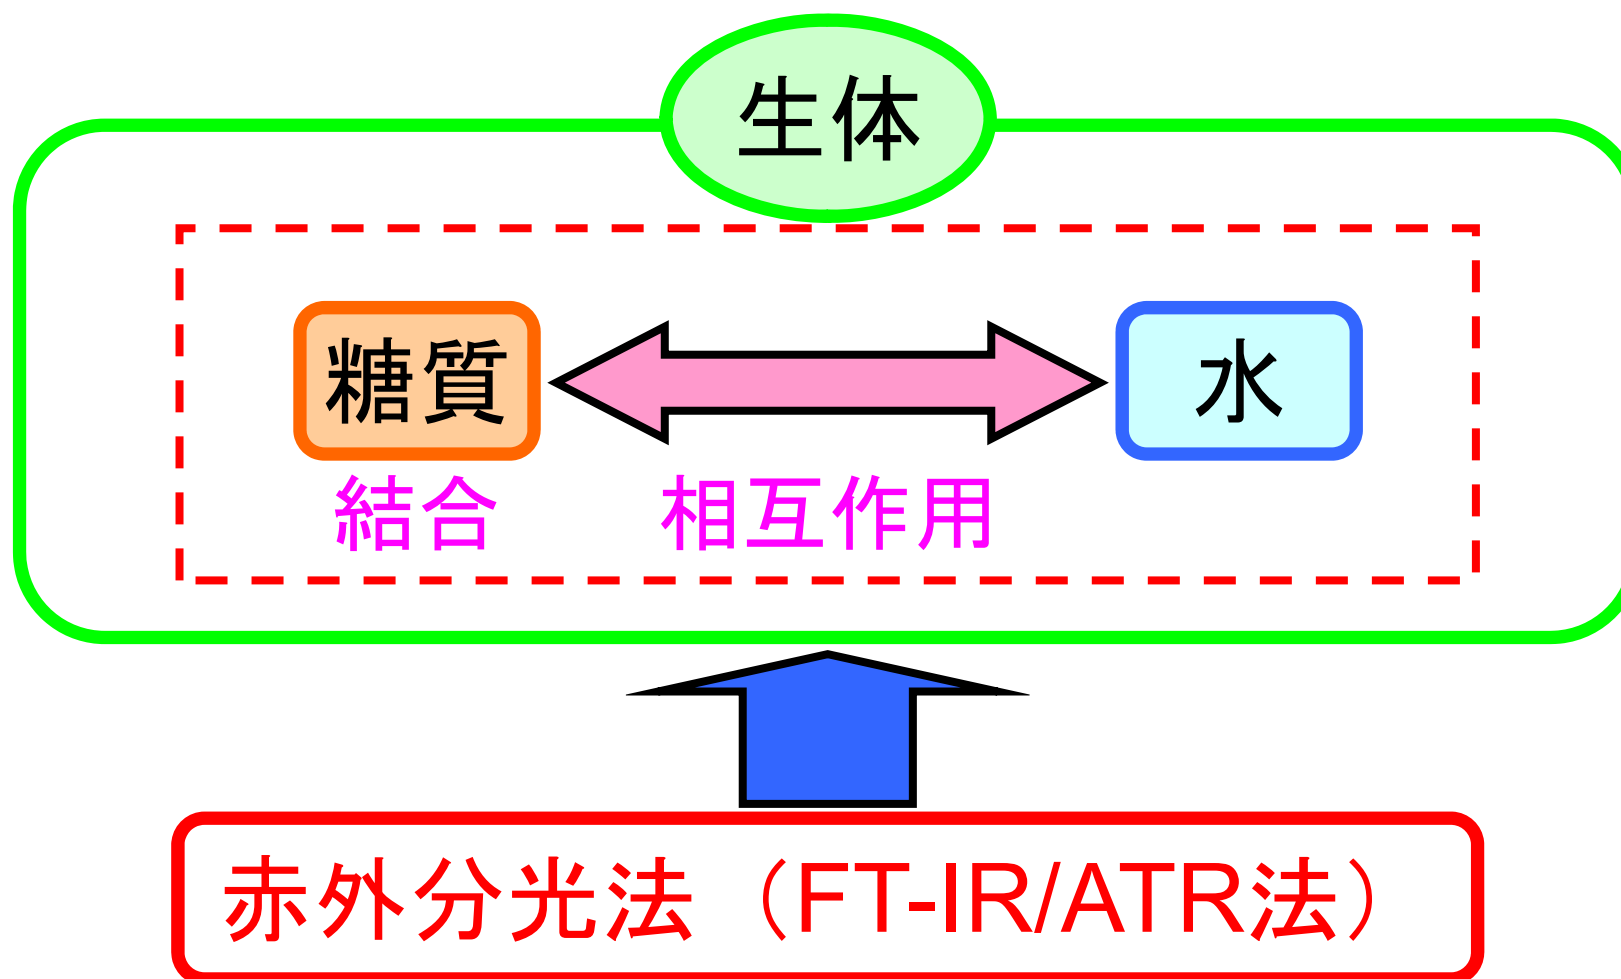 生体
糖質
水
結合
相互作用
赤外分光法（FT-IR/ATR法）